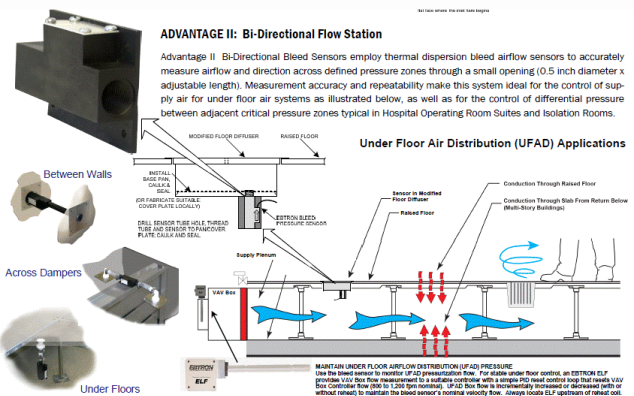 ADVANTAGE II: Bi-Directional Flow Station
Advantage II Bi-Directional Bleed Sensors employ thermal dispersion bleed airflow sensors to accurately
measure airflow and direction across defined pressure zones through a small opening (0.5 inch diameter x
adjustable length). Measurement accuracy and repeatability make this system ideal for the control of sup-
ply air for under floor air systems as illustrated below, as well as for the control of differential pressure
between adjacent critical pressure zones typical in Hospital Operating Room Suites and Isolation Rooms.
Under Floor Air Distribution (UFAD) Applications
MODIFIED FLOOR DIFFUSER
RAISED FLOOR
Between Walls
INSTALL
BASE PAN,
CAULK &
SEAL
(OR FABRICATE SUITABLE
COVER PLATE LOCALLY)
EBTRON BLEED
PRESSURE SENSOR
DRILL SENSOR TUBE HOLE, THREAD
TUBE AND SENSOR TO PAN/COVER
PLATE; CAULK AND SEAL.
Sensor in Modified
Floor Diffuser
Raised Floor
Conduction Through Raised Floor
Conduction Through Slab From Return Below
(Multi-Story Buildings)
Across Dampers
Supply Plenum
VAV Box
Under Floors
EBTRON
ELF
MAINTAIN UNDER FLOOR AIRFLOW DISTRIBUTION (UFAD) PRESSURE
Use the bleed sensor to monitor UFAD pressurization flow. For stable under floor control, an EBTRON ELF
provides VAV Box flow measurement to a suitable controller with a simple PID reset control loop that resets VAV
Box Controller flow (600 to 1,200 fpm nominal). UFAD Box flow is incrementally increased or decreased (with or
without reheat) to maintain the bleed sensor's nominal velocity flow. Always locate ELF upstream of reheat coil.